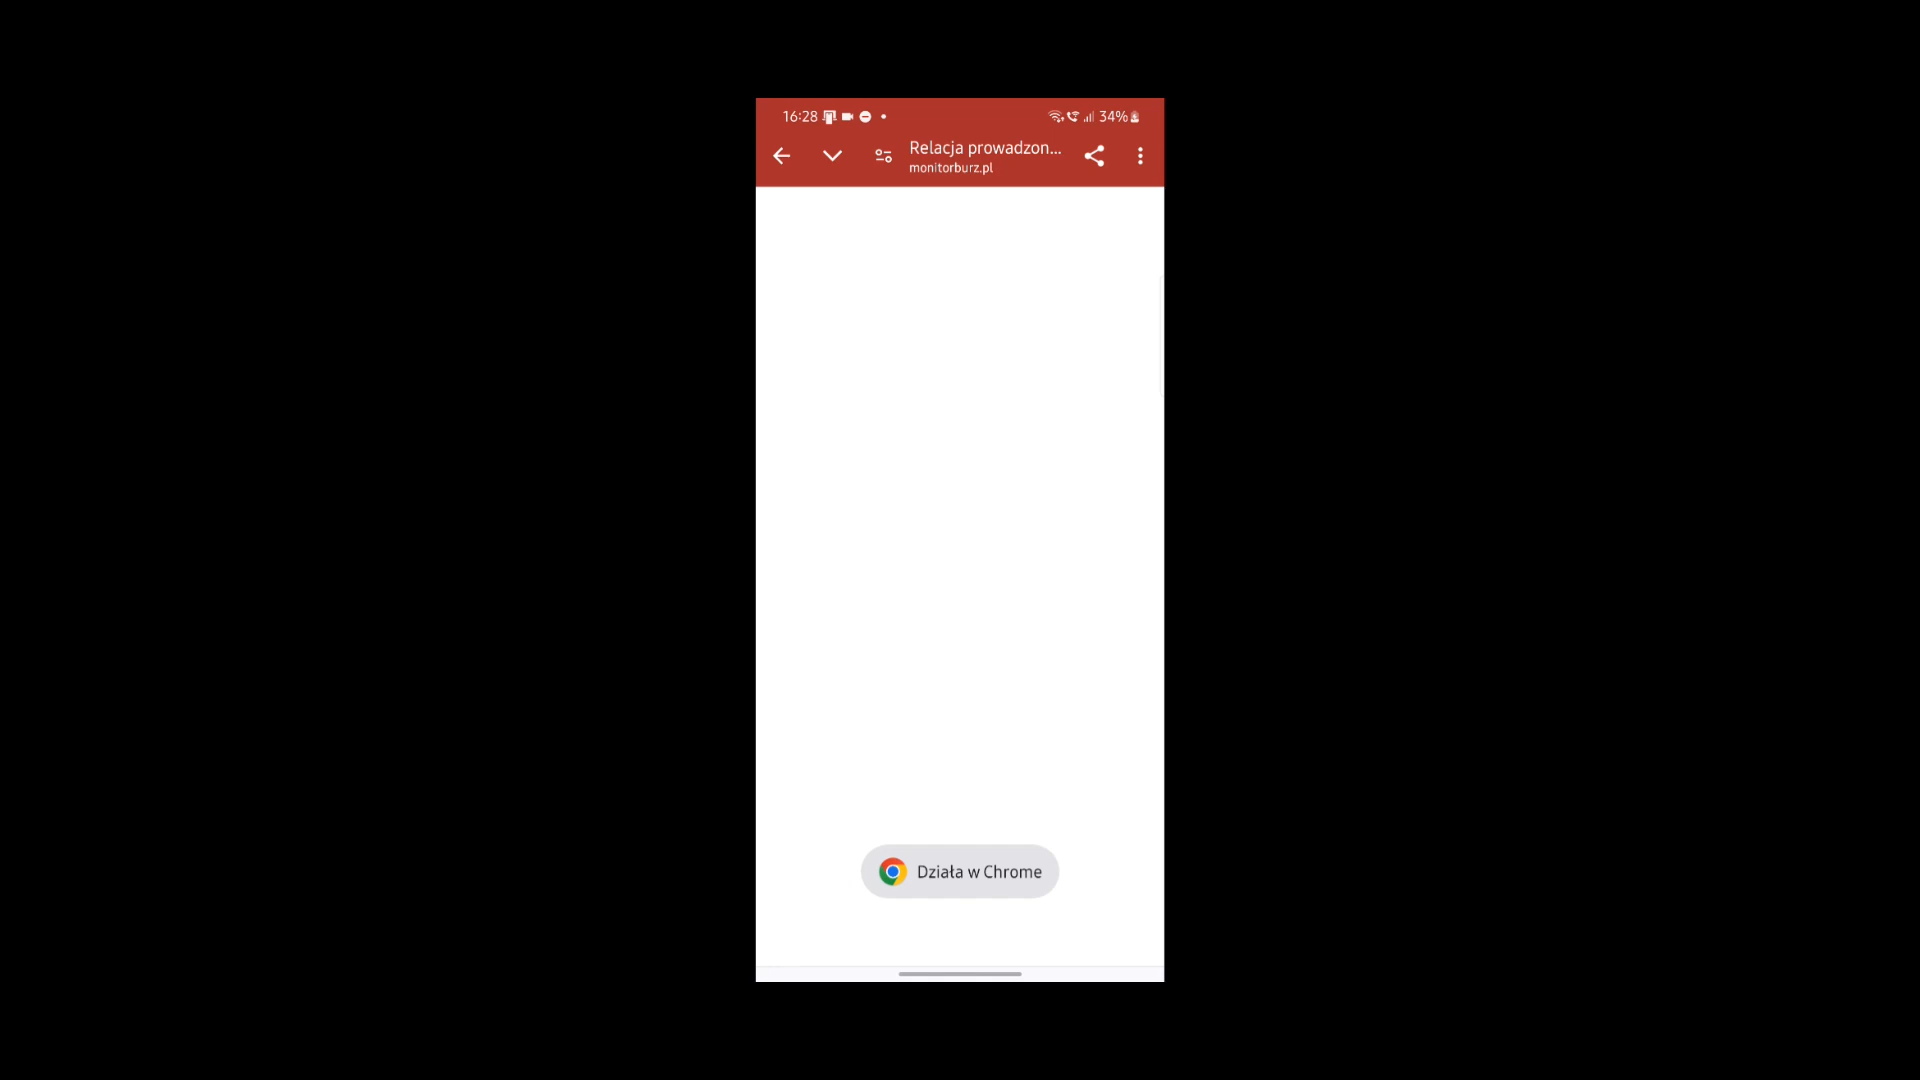 16:28 34%
Relacja prowadzon...
monitorburz.pl
Działa w Chrome